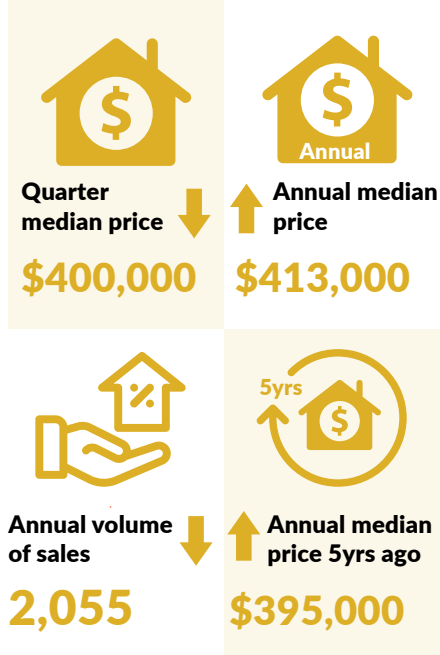 $
$
Annual
Quarter
median price
Annual median
price
$400,000
$413,000
%
5yrs
$
Annual volume
of sales
Annual median
price 5yrs ago
2,055
$395,000